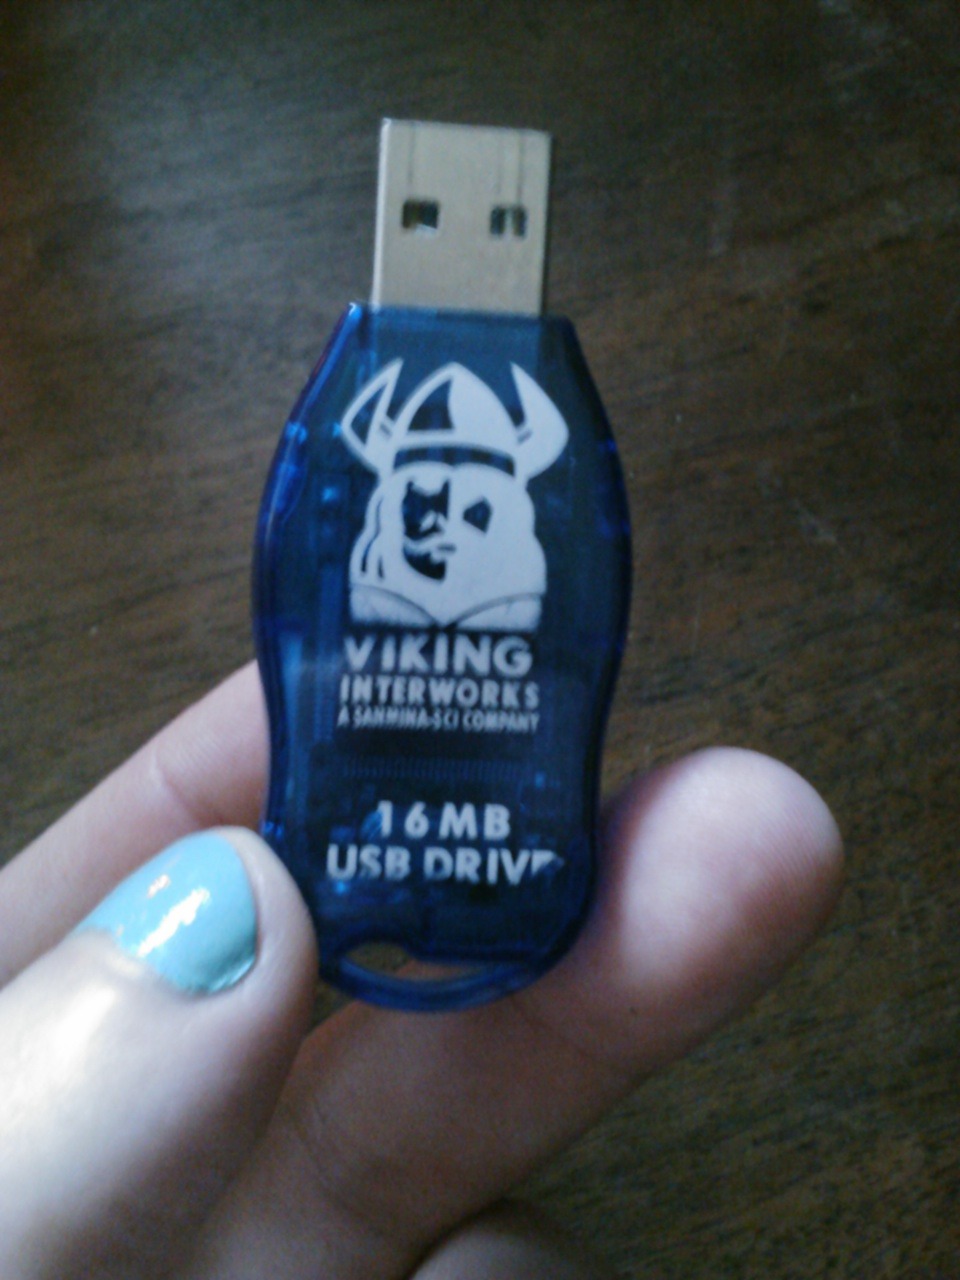 VIKING
INTERWORKS
A SANMINA-SCI COMPANY
16MB
USB DRIVE